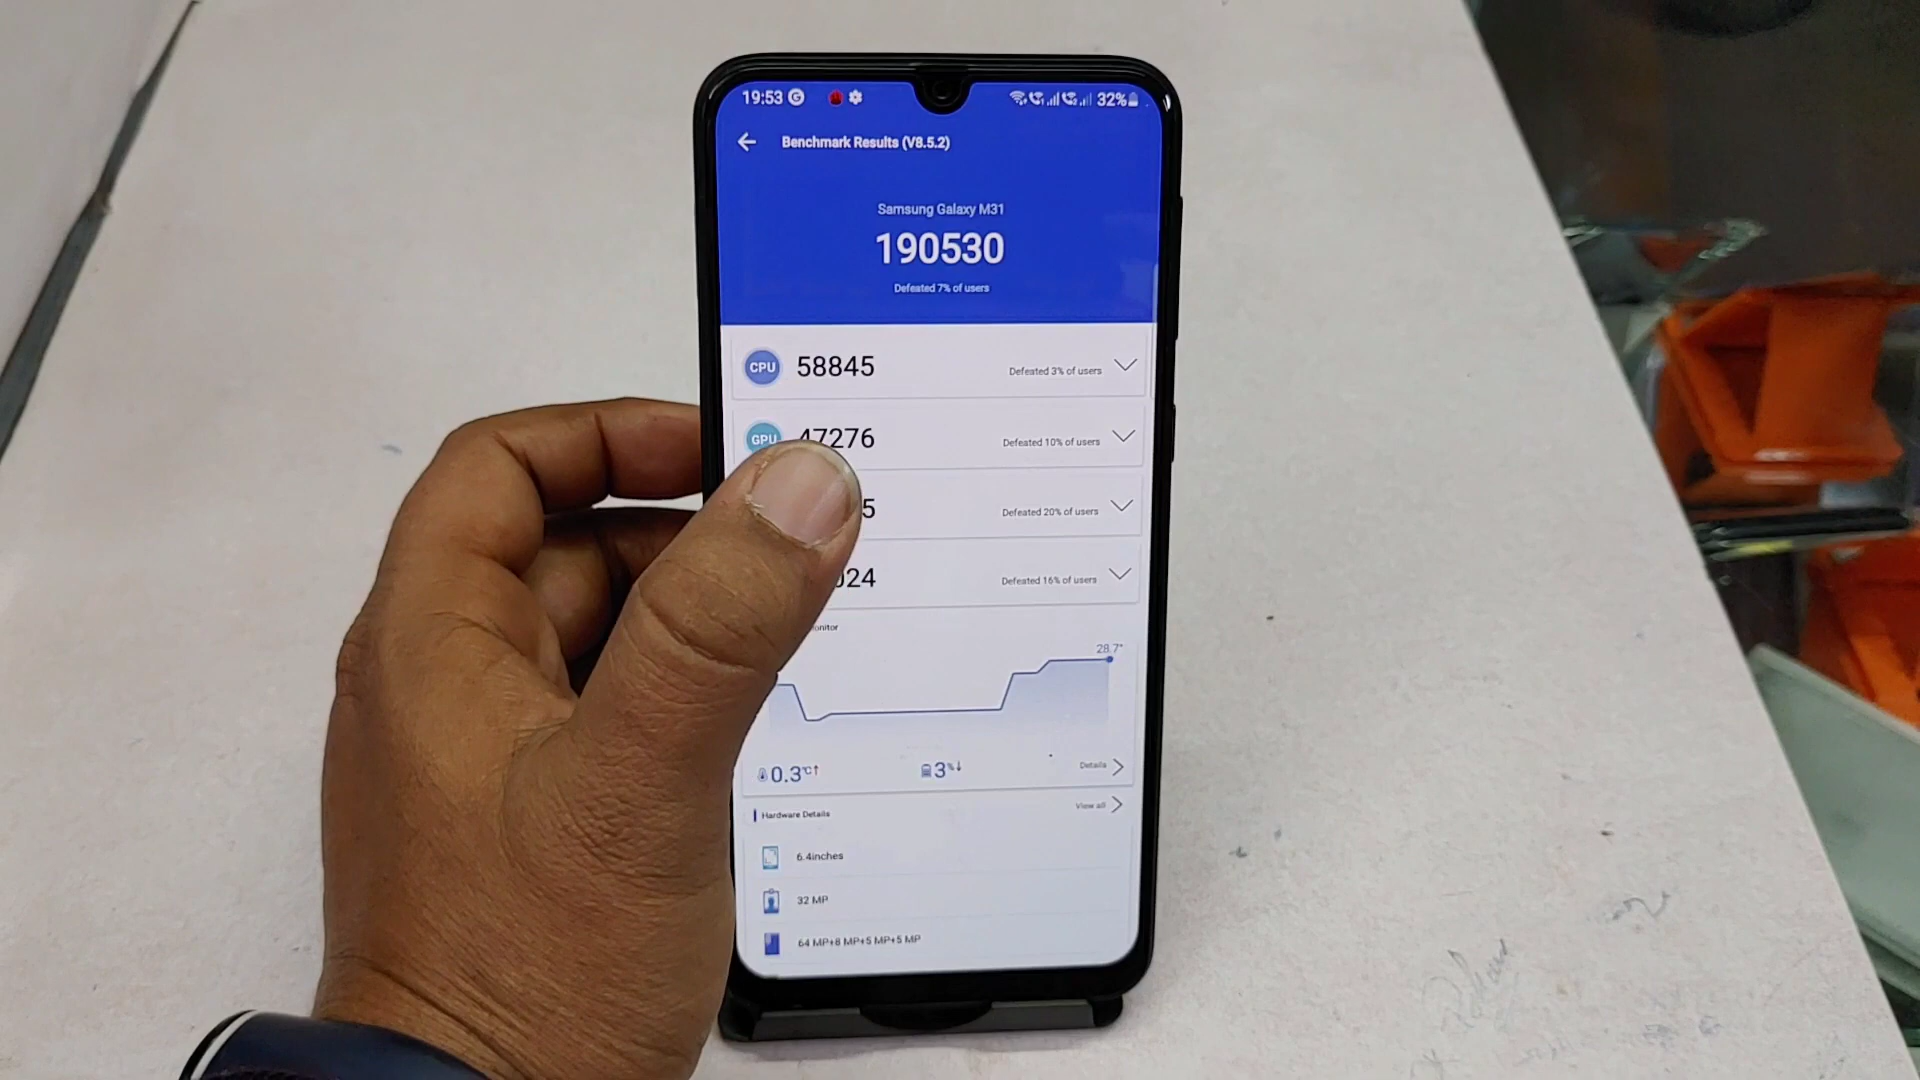 19:53 G 32%
Benchmark Results (V8.5.2)
Samsung Galaxy M31
190530
Defeated 7% of users
CPU 58845 Defeated 3% of users
GPU 47276 Defeated 10% of users
5 Defeated 20% of users
024 Defeated 16% of users
onitor
28.7°
0.3°C↑ 3%↓ Details
Hardware Details View all
6.4inches
32 MP
64 MP+8 MP+5 MP+5 MP